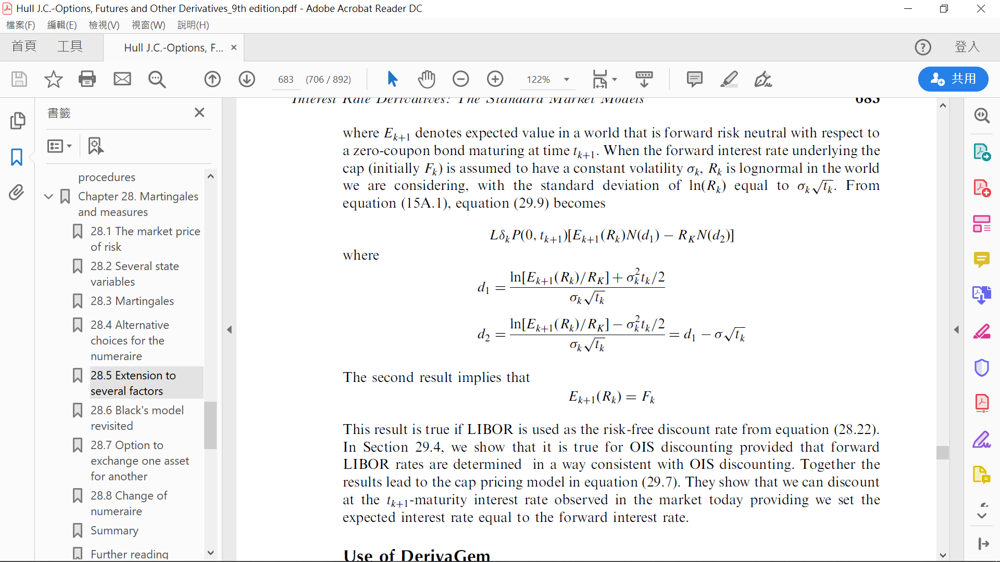 Hull J.C.-Options, Futures and Other Derivatives_9th edition.pdf - Adobe Acrobat Reader DC
檔案(F) 編輯(E) 檢視(V) 視窗(W) 說明(H)
首頁 工具 Hull J.C.-Options, F... × 登入
683 (706 / 892) 122% 共用
書籤
procedures
Chapter 28. Martingales
and measures
28.1 The market price
of risk
28.2 Several state
variables
28.3 Martingales
28.4 Alternative
choices for the
numeraire
28.5 Extension to
several factors
28.6 Black's model
revisited
28.7 Option to
exchange one asset
for another
28.8 Change of
numeraire
Summary
Further reading
Interest Rate Derivatives: The Standard Market Models 683
where E_{k+1} denotes expected value in a world that is forward risk neutral with respect to
a zero-coupon bond maturing at time t_{k+1}. When the forward interest rate underlying the
cap (initially F_k) is assumed to have a constant volatility σ_k, R_k is lognormal in the world
we are considering, with the standard deviation of ln(R_k) equal to σ_k√t_k. From
equation (15A.1), equation (29.9) becomes
Lδ_k P(0, t_{k+1})[E_{k+1}(R_k)N(d_1) − R_K N(d_2)]
where
d_1 = (ln[E_{k+1}(R_k)/R_K] + σ_k^2 t_k/2) / (σ_k√t_k)
d_2 = (ln[E_{k+1}(R_k)/R_K] − σ_k^2 t_k/2) / (σ_k√t_k) = d_1 − σ√t_k
The second result implies that
E_{k+1}(R_k) = F_k
This result is true if LIBOR is used as the risk-free discount rate from equation (28.22).
In Section 29.4, we show that it is true for OIS discounting provided that forward
LIBOR rates are determined in a way consistent with OIS discounting. Together the
results lead to the cap pricing model in equation (29.7). They show that we can discount
at the t_{k+1}-maturity interest rate observed in the market today providing we set the
expected interest rate equal to the forward interest rate.
Use of DerivaGem